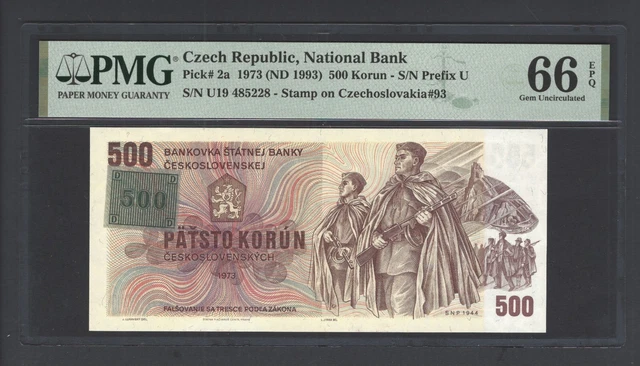 PMG
PAPER MONEY GUARANTY
Czech Republic, National Bank
Pick# 2a 1973 (ND 1993) 500 Korun - S/N Prefix U
S/N U19 485228 - Stamp on Czechoslovakia#93
66 EPQ
Gem Uncirculated
500
BANKOVKA ŠTÁTNEJ BANKY
ČESKOSLOVENSKEJ
D D
500
D D
PÄŤSTO KORÚN
ČESKOSLOVENSKÝCH
1973
FALŠOVANIE SA TRESCE PODĽA ZÁKONA
SNP 1944
500